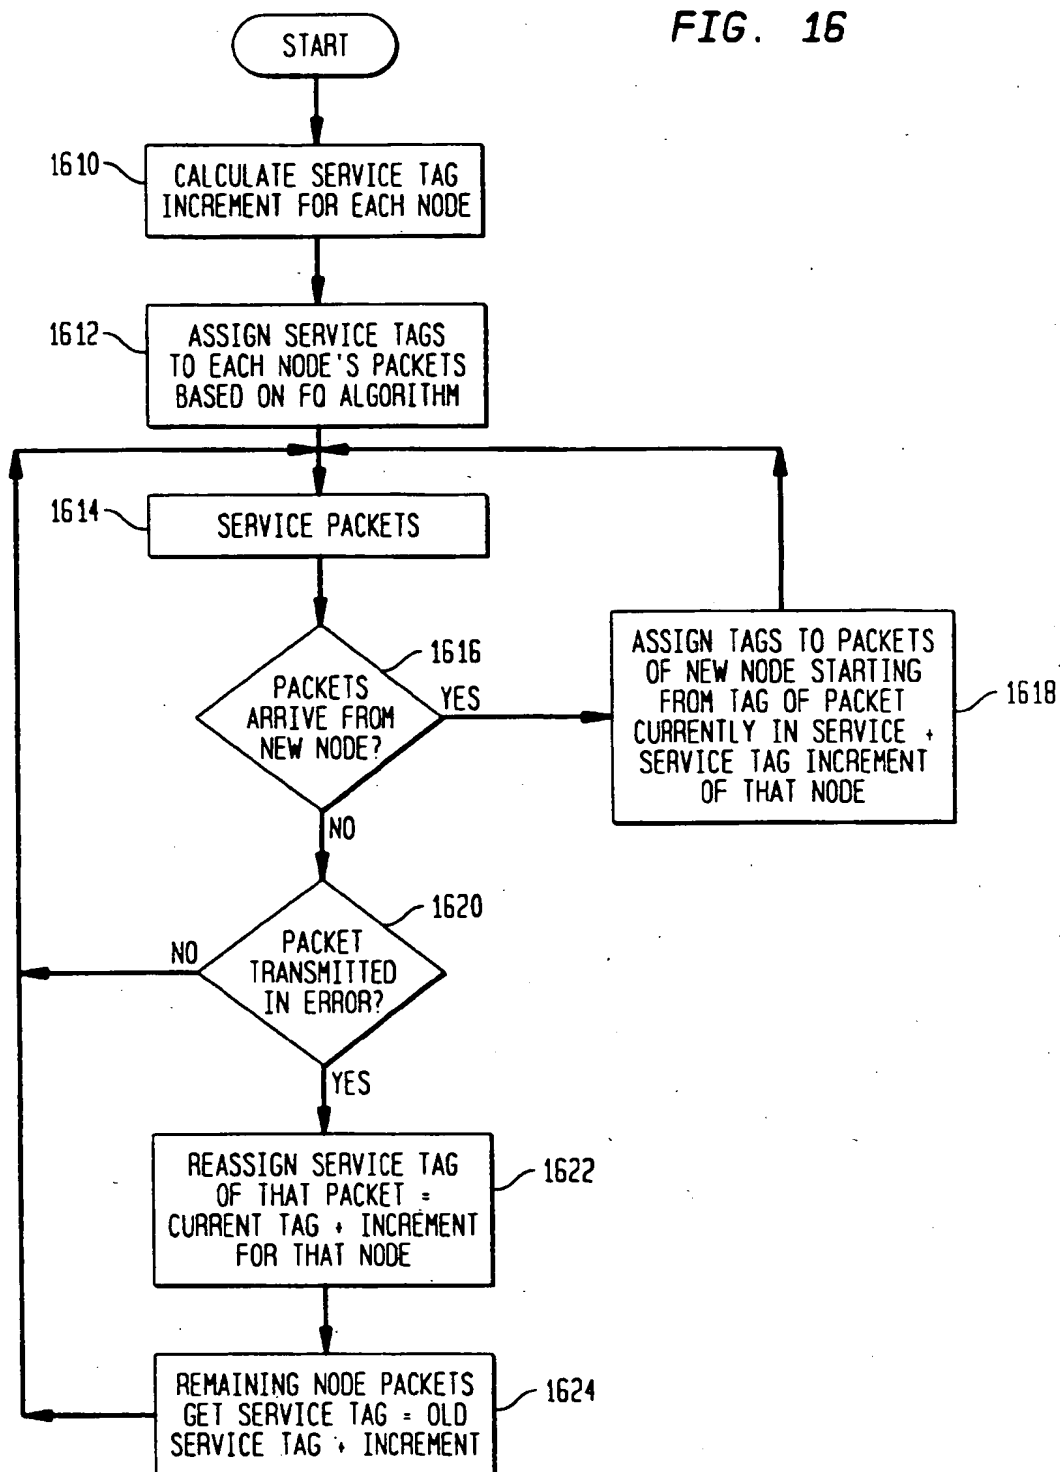 FIG. 16
START
1610
CALCULATE SERVICE TAG
INCREMENT FOR EACH NODE
1612
ASSIGN SERVICE TAGS
TO EACH NODE'S PACKETS
BASED ON FQ ALGORITHM
1614
SERVICE PACKETS
1616
PACKETS
ARRIVE FROM
NEW NODE?
YES
ASSIGN TAGS TO PACKETS
OF NEW NODE STARTING
FROM TAG OF PACKET
CURRENTLY IN SERVICE +
SERVICE TAG INCREMENT
OF THAT NODE
1618
NO
1620
PACKET
TRANSMITTED
IN ERROR?
NO
YES
REASSIGN SERVICE TAG
OF THAT PACKET =
CURRENT TAG + INCREMENT
FOR THAT NODE
1622
REMAINING NODE PACKETS
GET SERVICE TAG = OLD
SERVICE TAG + INCREMENT
1624